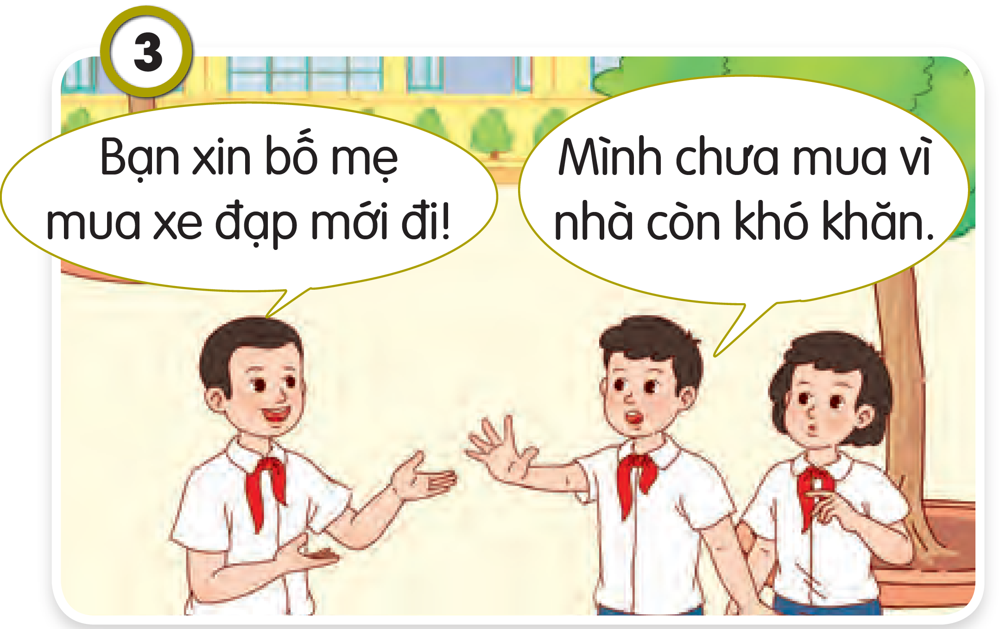 3
Bạn xin bố mẹ
mua xe đạp mới đi!
Mình chưa mua vì
nhà còn khó khăn.